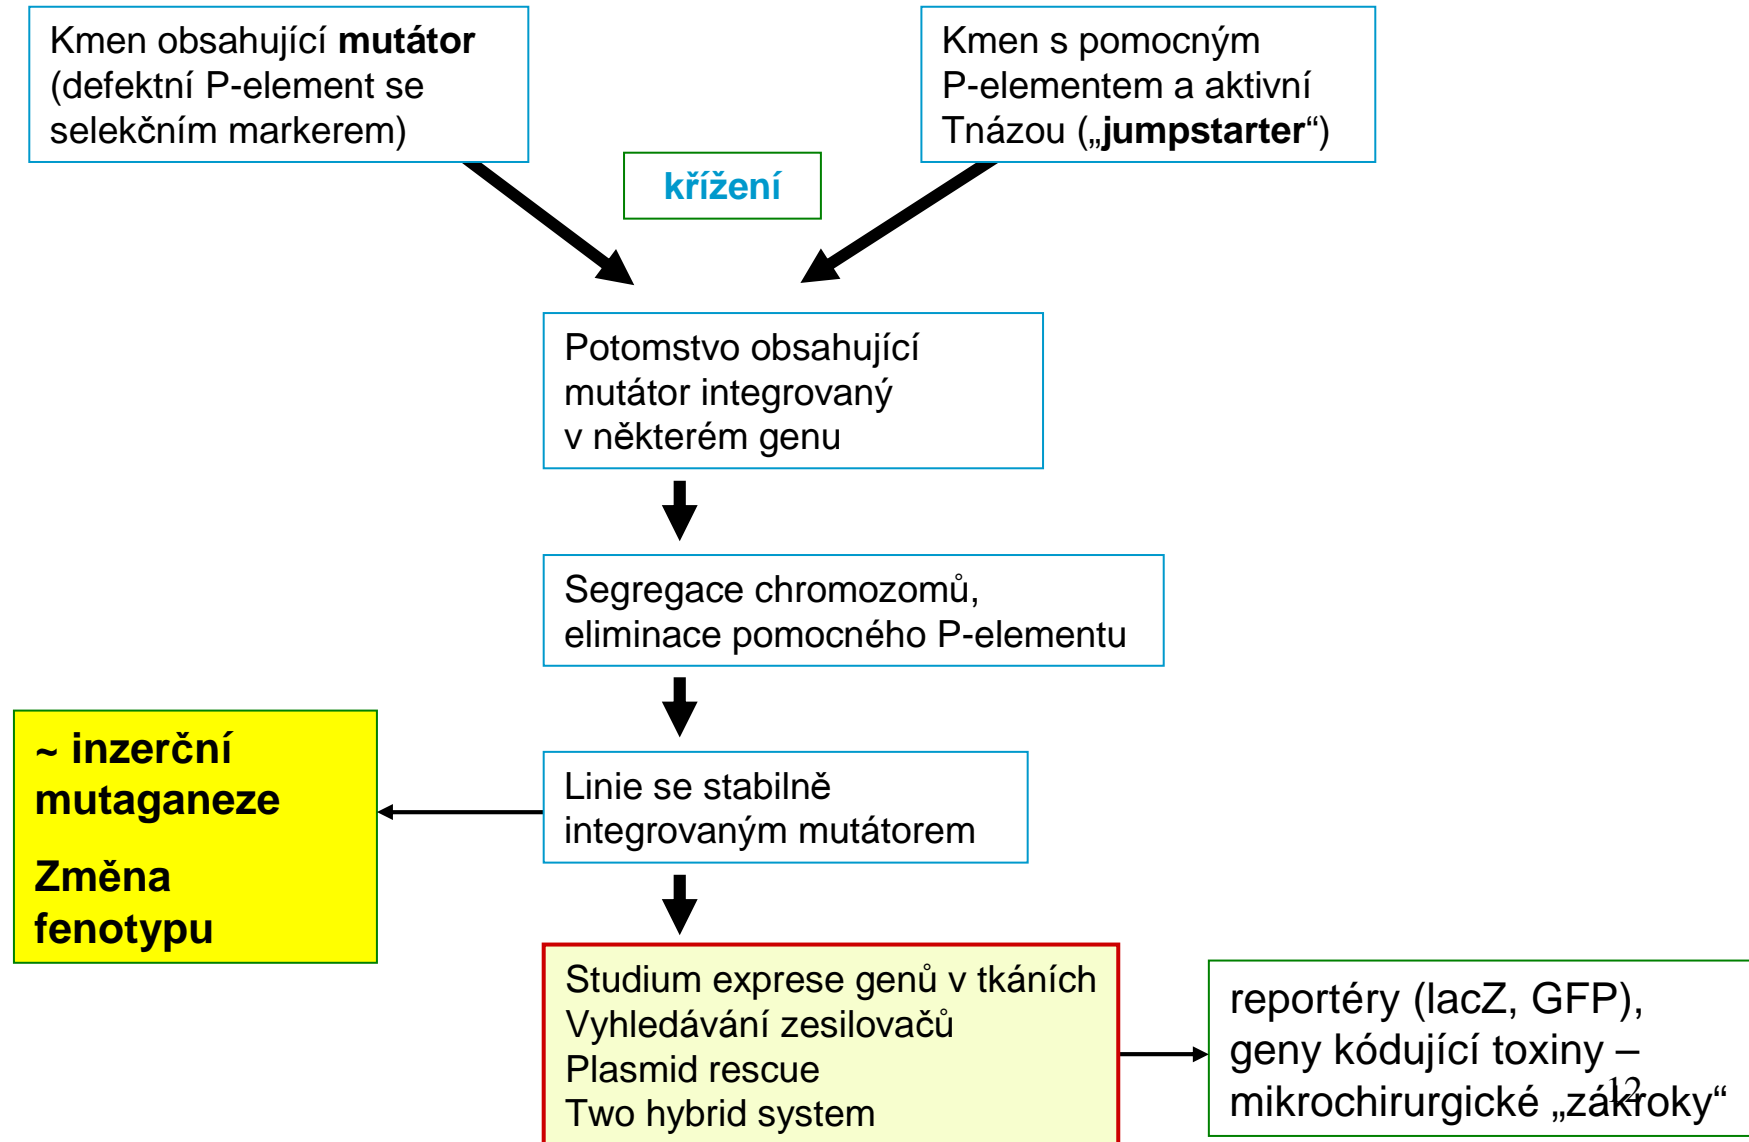 Kmen obsahující mutátor
(defektní P-element se
selekčním markerem)
Kmen s pomocným
P-elementem a aktivní
Tnázou („jumpstarter“)
křížení
Potomstvo obsahující
mutátor integrovaný
v některém genu
Segregace chromozomů,
eliminace pomocného P-elementu
~ inzerční
mutaganeze
Změna
fenotypu
Linie se stabilně
integrovaným mutátorem
Studium exprese genů v tkáních
Vyhledávání zesilovačů
Plasmid rescue
Two hybrid system
reportéry (lacZ, GFP),
geny kódující toxiny –
mikrochirurgické „zákroky“
12